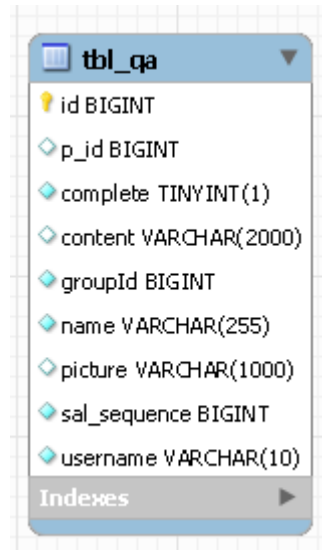 tbl_qa
id BIGINT
p_id BIGINT
complete TINYINT(1)
content VARCHAR(2000)
groupId BIGINT
name VARCHAR(255)
picture VARCHAR(1000)
sal_sequence BIGINT
username VARCHAR(10)
Indexes